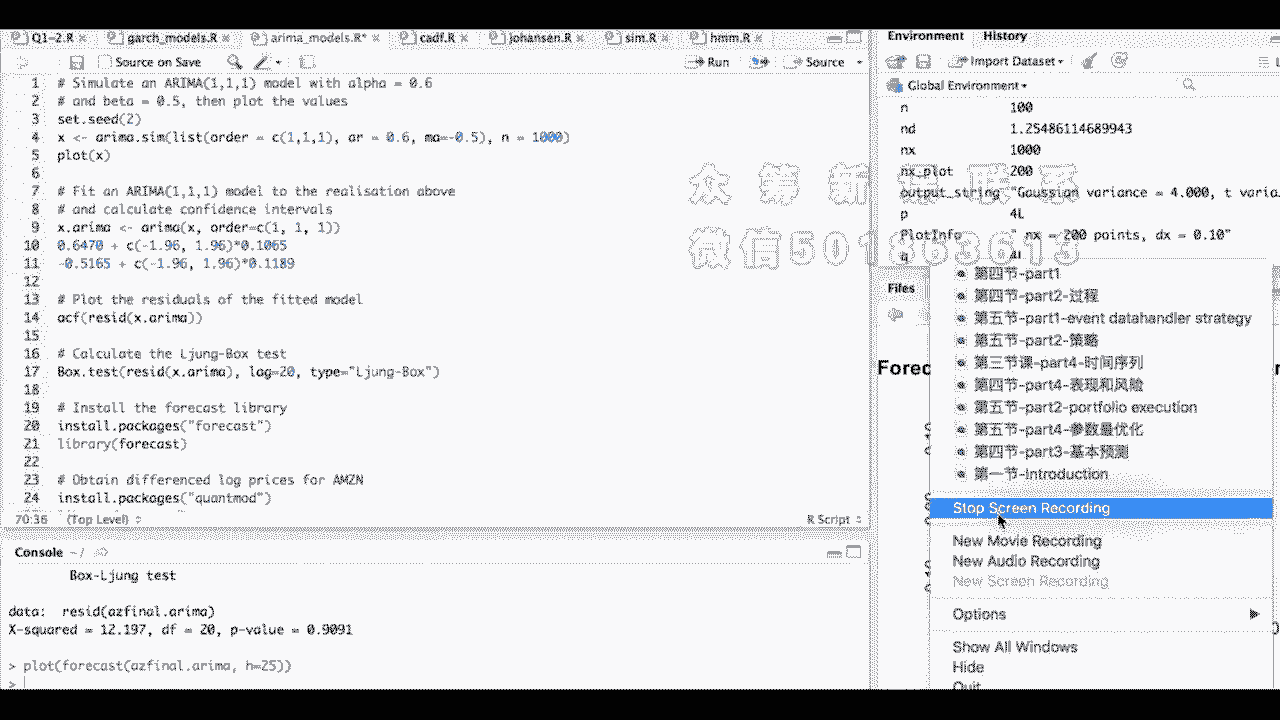 Q1-2.R × garch_models.R × arima_models.R* × cadf.R × johansen.R × sim.R × hmm.R ×
Source on Save Run Source
1 # Simulate an ARIMA(1,1,1) model with alpha = 0.6
2 # and beta = 0.5, then plot the values
3 set.seed(2)
4 x <- arima.sim(list(order = c(1,1,1), ar = 0.6, ma=-0.5), n = 1000)
5 plot(x)
6
7 # Fit an ARIMA(1,1,1) model to the realisation above
8 # and calculate confidence intervals
9 x.arima <- arima(x, order=c(1, 1, 1))
10 0.6470 + c(-1.96, 1.96)*0.1065
11 -0.5165 + c(-1.96, 1.96)*0.1189
12
13 # Plot the residuals of the fitted model
14 acf(resid(x.arima))
15
16 # Calculate the Ljung-Box test
17 Box.test(resid(x.arima), lag=20, type="Ljung-Box")
18
19 # Install the forecast library
20 install.packages("forecast")
21 library(forecast)
22
23 # Obtain differenced log prices for AMZN
24 install.packages("quantmod")
70:36 (Top Level) R Script
Console ~/
Box-Ljung test
data: resid(azfinal.arima)
X-squared = 12.197, df = 20, p-value = 0.9091
> plot(forecast(azfinal.arima, h=25))
>
Environment History
Import Dataset
Global Environment
n 100
nd 1.25486114689943
nx 1000
nx_plot 200
output_string "Gaussian variance = 4.000, t varia
p 4L
PlotInfo " nx = 200 points, dx = 0.10"
q 4L
微信501863613
Files
Forec
第四节-part1
第四节-part2-过程
第五节-part1-event datahandler strategy
第五节-part2-策略
第三节课-part4-时间序列
第四节-part4-表现和风险
第五节-part2-portfolio execution
第五节-part4-参数最优化
第四节-part3-基本预测
第一节-Introduction
Stop Screen Recording
New Movie Recording
New Audio Recording
New Screen Recording
Options
Show All Windows
Hide
Quit